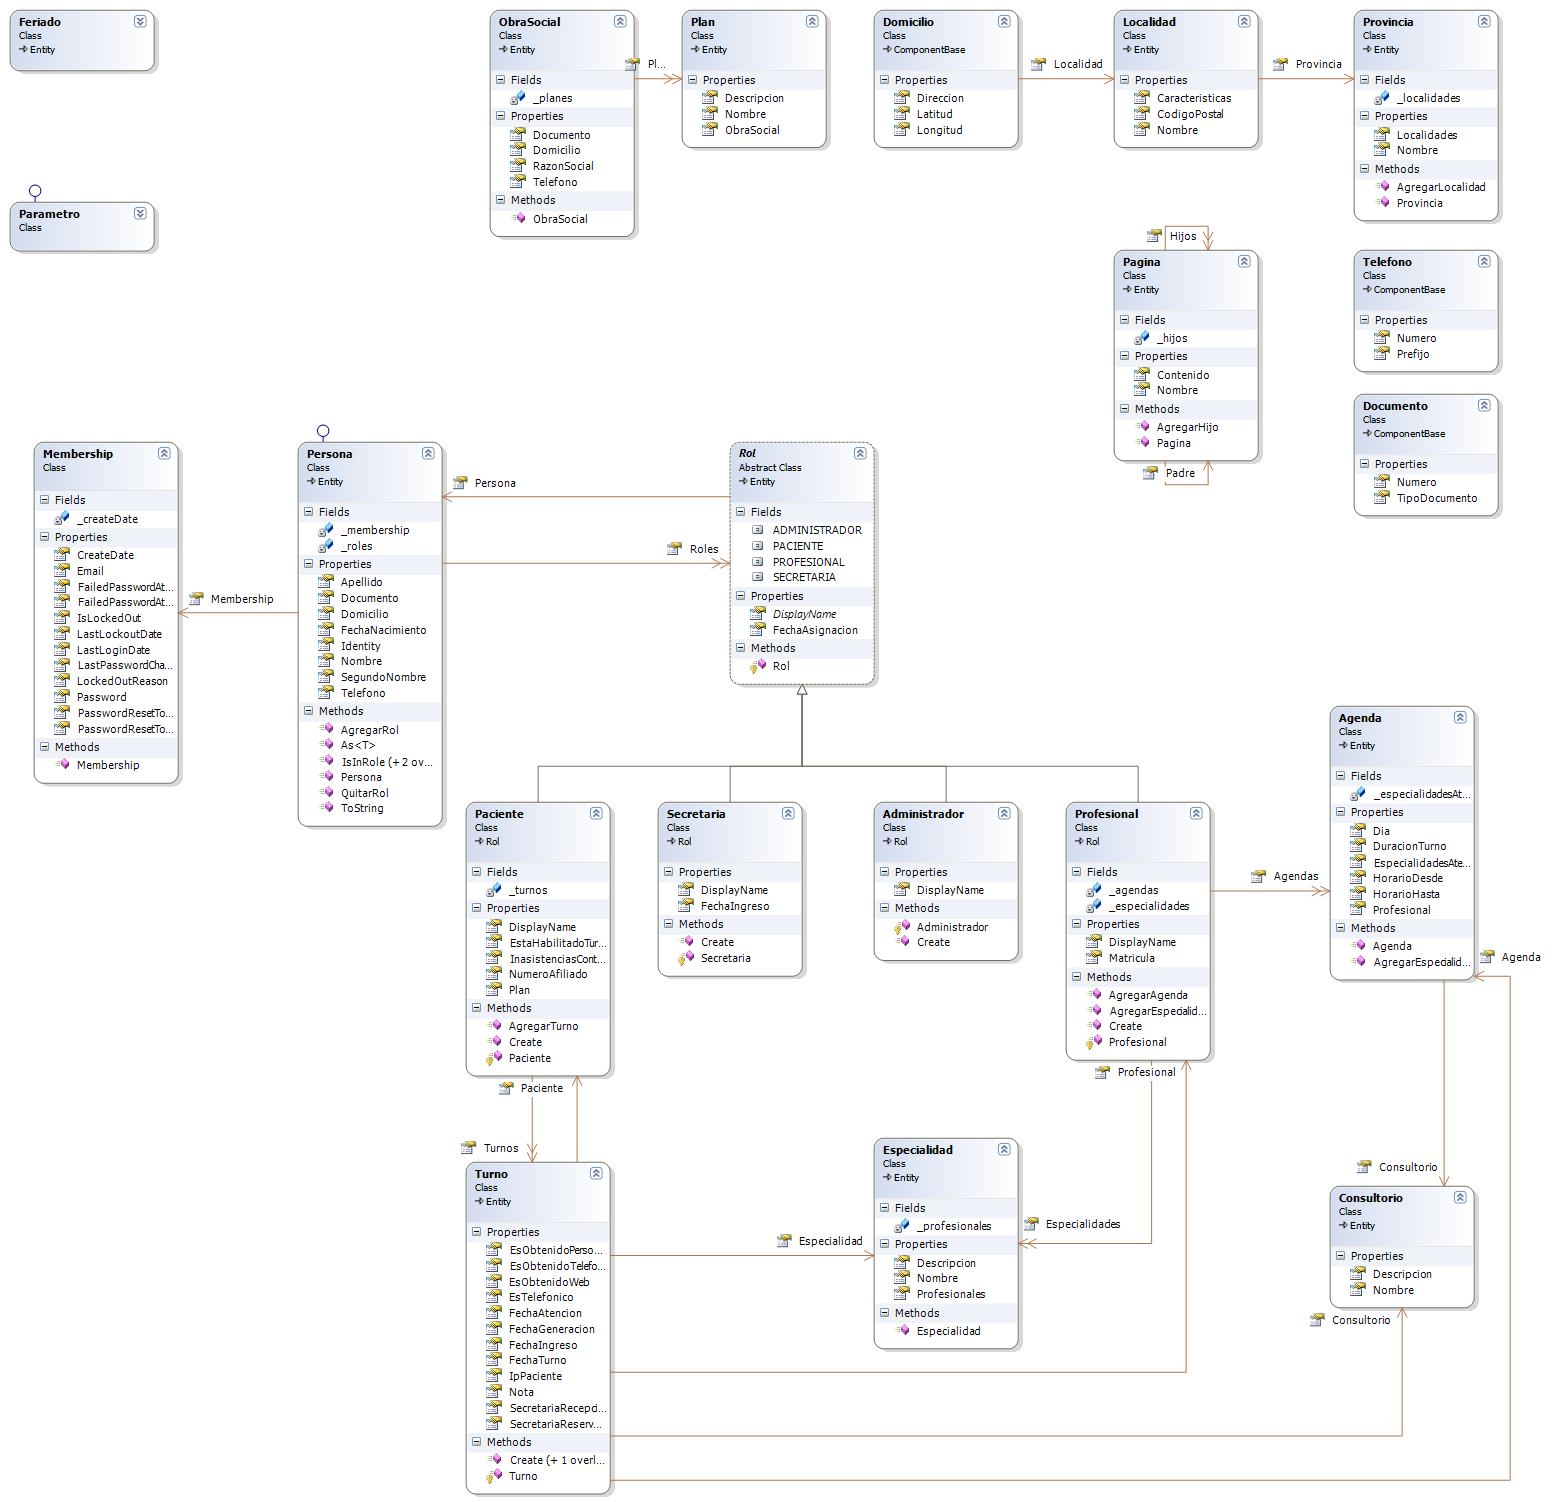 Feriado
Class
Entity
Parametro
Class
ObraSocial
Class
Entity
Fields
_planes
Properties
Documento
Domicilio
RazonSocial
Telefono
Methods
ObraSocial
Pl...
Plan
Class
Entity
Properties
Descripcion
Nombre
ObraSocial
Domicilio
Class
ComponentBase
Properties
Direccion
Latitud
Longitud
Localidad
Localidad
Class
Entity
Properties
Caracteristicas
CodigoPostal
Nombre
Provincia
Provincia
Class
Entity
Fields
_localidades
Properties
Localidades
Nombre
Methods
AgregarLocalidad
Provincia
Hijos
Pagina
Class
Entity
Fields
_hijos
Properties
Contenido
Nombre
Methods
AgregarHijo
Pagina
Padre
Telefono
Class
ComponentBase
Properties
Numero
Prefijo
Documento
Class
ComponentBase
Properties
Numero
TipoDocumento
Membership
Class
Fields
_createDate
Properties
CreateDate
Email
FailedPasswordAt...
FailedPasswordAt...
IsLockedOut
LastLockoutDate
LastLoginDate
LastPasswordCha...
LockedOutReason
Password
PasswordResetTo...
PasswordResetTo...
Methods
Membership
Membership
Persona
Class
Entity
Fields
_membership
_roles
Properties
Apellido
Documento
Domicilio
FechaNacimiento
Identity
Nombre
SegundoNombre
Telefono
Methods
AgregarRol
As<T>
IsInRole (+ 2 ov...
Persona
QuitarRol
ToString
Persona
Roles
Rol
Abstract Class
Entity
Fields
ADMINISTRADOR
PACIENTE
PROFESIONAL
SECRETARIA
Properties
DisplayName
FechaAsignacion
Methods
Rol
Paciente
Class
Rol
Fields
_turnos
Properties
DisplayName
EstaHabilitadoTur...
InasistenciasCont...
NumeroAfiliado
Plan
Methods
AgregarTurno
Create
Paciente
Secretaria
Class
Rol
Properties
DisplayName
FechaIngreso
Methods
Create
Secretaria
Administrador
Class
Rol
Properties
DisplayName
Methods
Administrador
Create
Profesional
Class
Rol
Fields
_agendas
_especialidades
Properties
DisplayName
Matricula
Methods
AgregarAgenda
AgregarEspecialid...
Create
Profesional
Agendas
Agenda
Class
Entity
Fields
_especialidadesAt...
Properties
Dia
DuracionTurno
EspecialidadesAte...
HorarioDesde
HorarioHasta
Profesional
Methods
Agenda
AgregarEspecialid...
Agenda
Paciente
Turnos
Profesional
Turno
Class
Entity
Properties
EsObtenidoPerso...
EsObtenidoTelefo...
EsObtenidoWeb
EsTelefonico
FechaAtencion
FechaGeneracion
FechaIngreso
FechaTurno
IpPaciente
Nota
SecretariaRecepci...
SecretariaReserv...
Methods
Create (+ 1 overl...
Turno
Especialidad
Especialidad
Class
Entity
Fields
_profesionales
Properties
Descripcion
Nombre
Profesionales
Methods
Especialidad
Especialidades
Consultorio
Consultorio
Class
Entity
Properties
Descripcion
Nombre
Consultorio